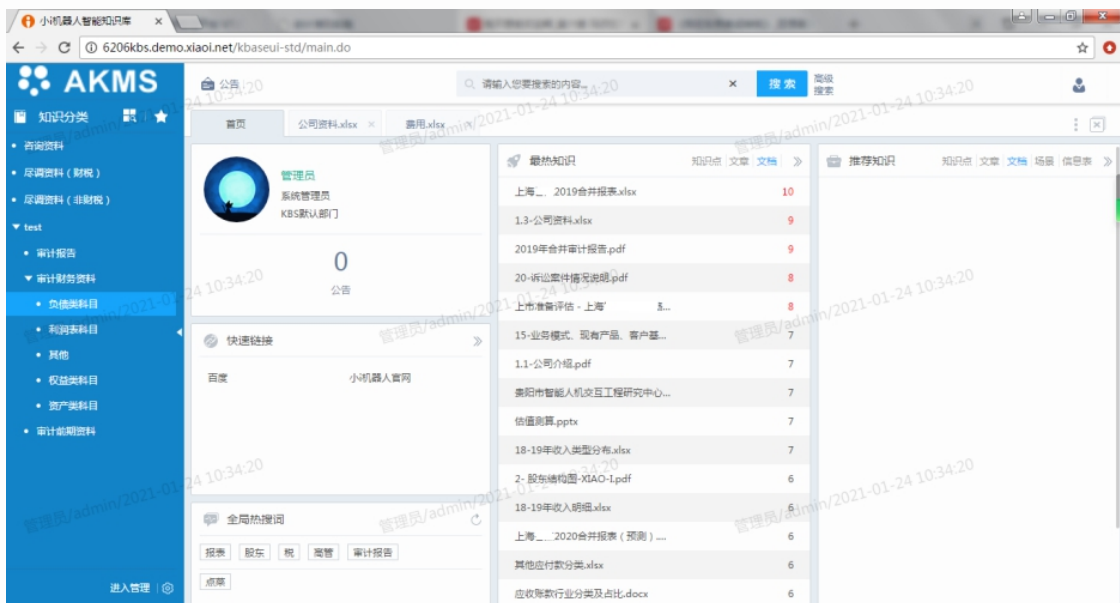 小i机器人智能知识库
6206kbs.demo.xiaoi.net/kbaseui-std/main.do
AKMS
公告
请输入您要搜索的内容...
搜索
高级搜索
知识分类
首页
公司资料.xlsx
费用.xlsx
咨询资料
尽调资料（财税）
尽调资料（非财税）
test
审计报告
审计财务资料
负债类科目
利润表科目
其他
权益类科目
资产类科目
审计前期资料
进入管理
管理员
系统管理员
KBS默认部门
0
公告
快速链接
百度 小i机器人官网
全局热搜词
报表 股东 税 高管 审计报告
点菜
最热知识 知识点 文章 文档
上海__ 2019合并报表.xlsx 10
1.3-公司资料.xlsx 9
2019年合并审计报告.pdf 9
20-诉讼案件情况说明.pdf 8
上市准备评估 - 上海 8
15-业务模式、现有产品、客户基... 7
1.1-公司介绍.pdf 7
贵阳市智能人机交互工程研究中心... 7
估值测算.pptx 7
18-19年收入类型分布.xlsx 7
2- 股东结构图-XIAO-I.pdf 6
18-19年收入明细.xlsx 6
上海__ 2020合并报表（预测）.... 6
其他应付款分类.xlsx 6
应收账款行业分类及占比.docx 6
推荐知识 知识点 文章 文档 场景 信息表
管理员/admin/2021-01-24 10:34:20